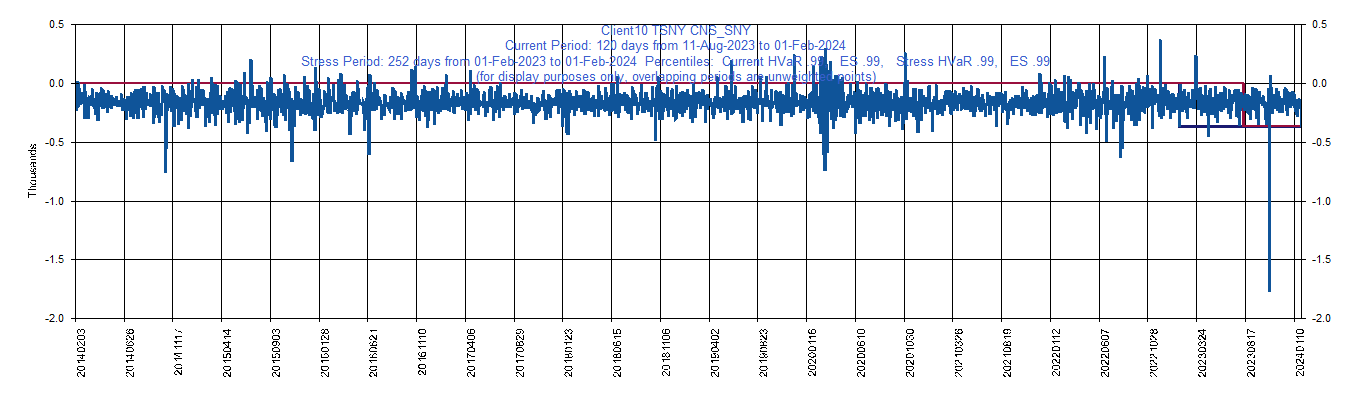 Client10 TSNY CNS_SNY
Current Period: 120 days from 11-Aug-2023 to 01-Feb-2024
Stress Period: 252 days from 01-Feb-2023 to 01-Feb-2024 Percentiles: Current HVaR .99, ES .99, Stress HVaR .99, ES .99
(for display purposes only, overlapping periods are unweighted points)
0.5 0.5
0.0 0.0
-0.5 -0.5
-1.0 -1.0
-1.5 -1.5
-2.0 -2.0
Thousands
20140203 20140626 20141117 20150414 20150903 20160128 20160621 20161110 20170406 20170829 20180123 20180615 20181106 20190402 20190823 20200116 20200610 20201030 20210326 20210819 20220112 20220607 20221028 20230324 20230817 20240110